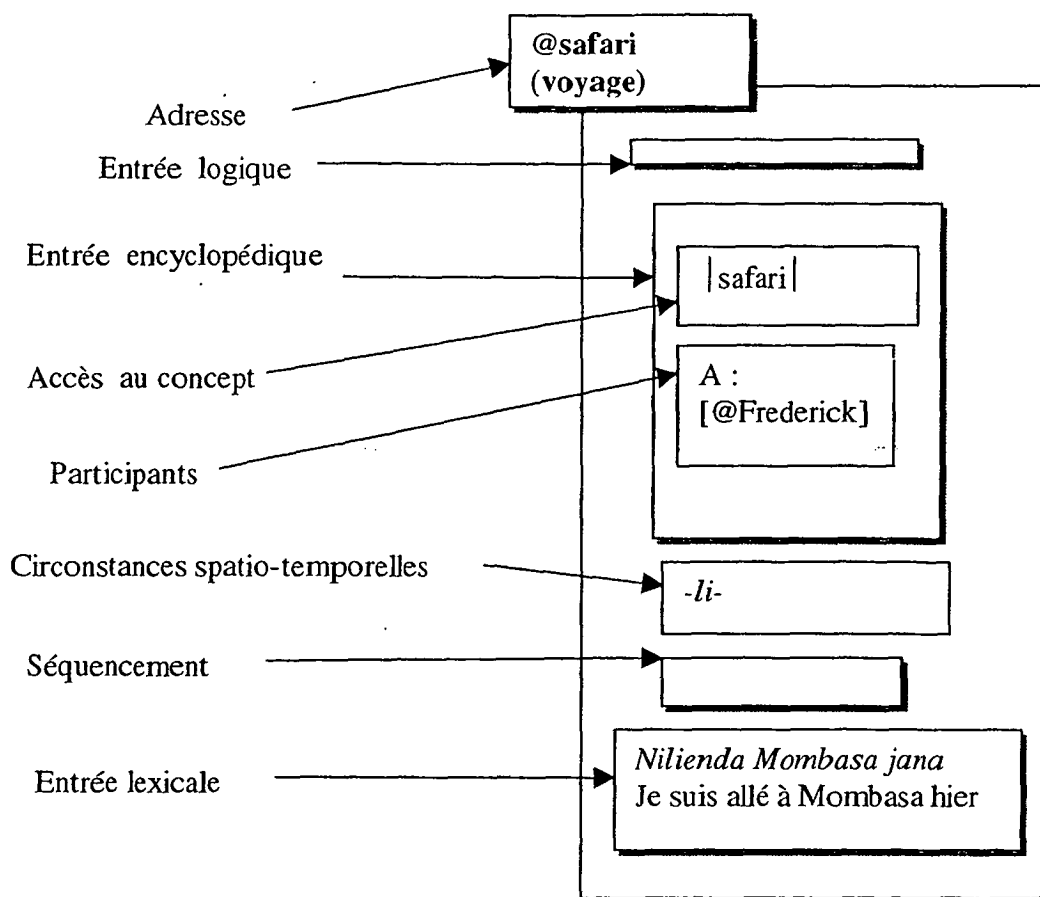 @safari
(voyage)
Adresse
Entrée logique
Entrée encyclopédique
|safari|
Accès au concept
A :
[@Frederick]
Participants
Circonstances spatio-temporelles
-li-
Séquencement
Entrée lexicale
Nilienda Mombasa jana
Je suis allé à Mombasa hier